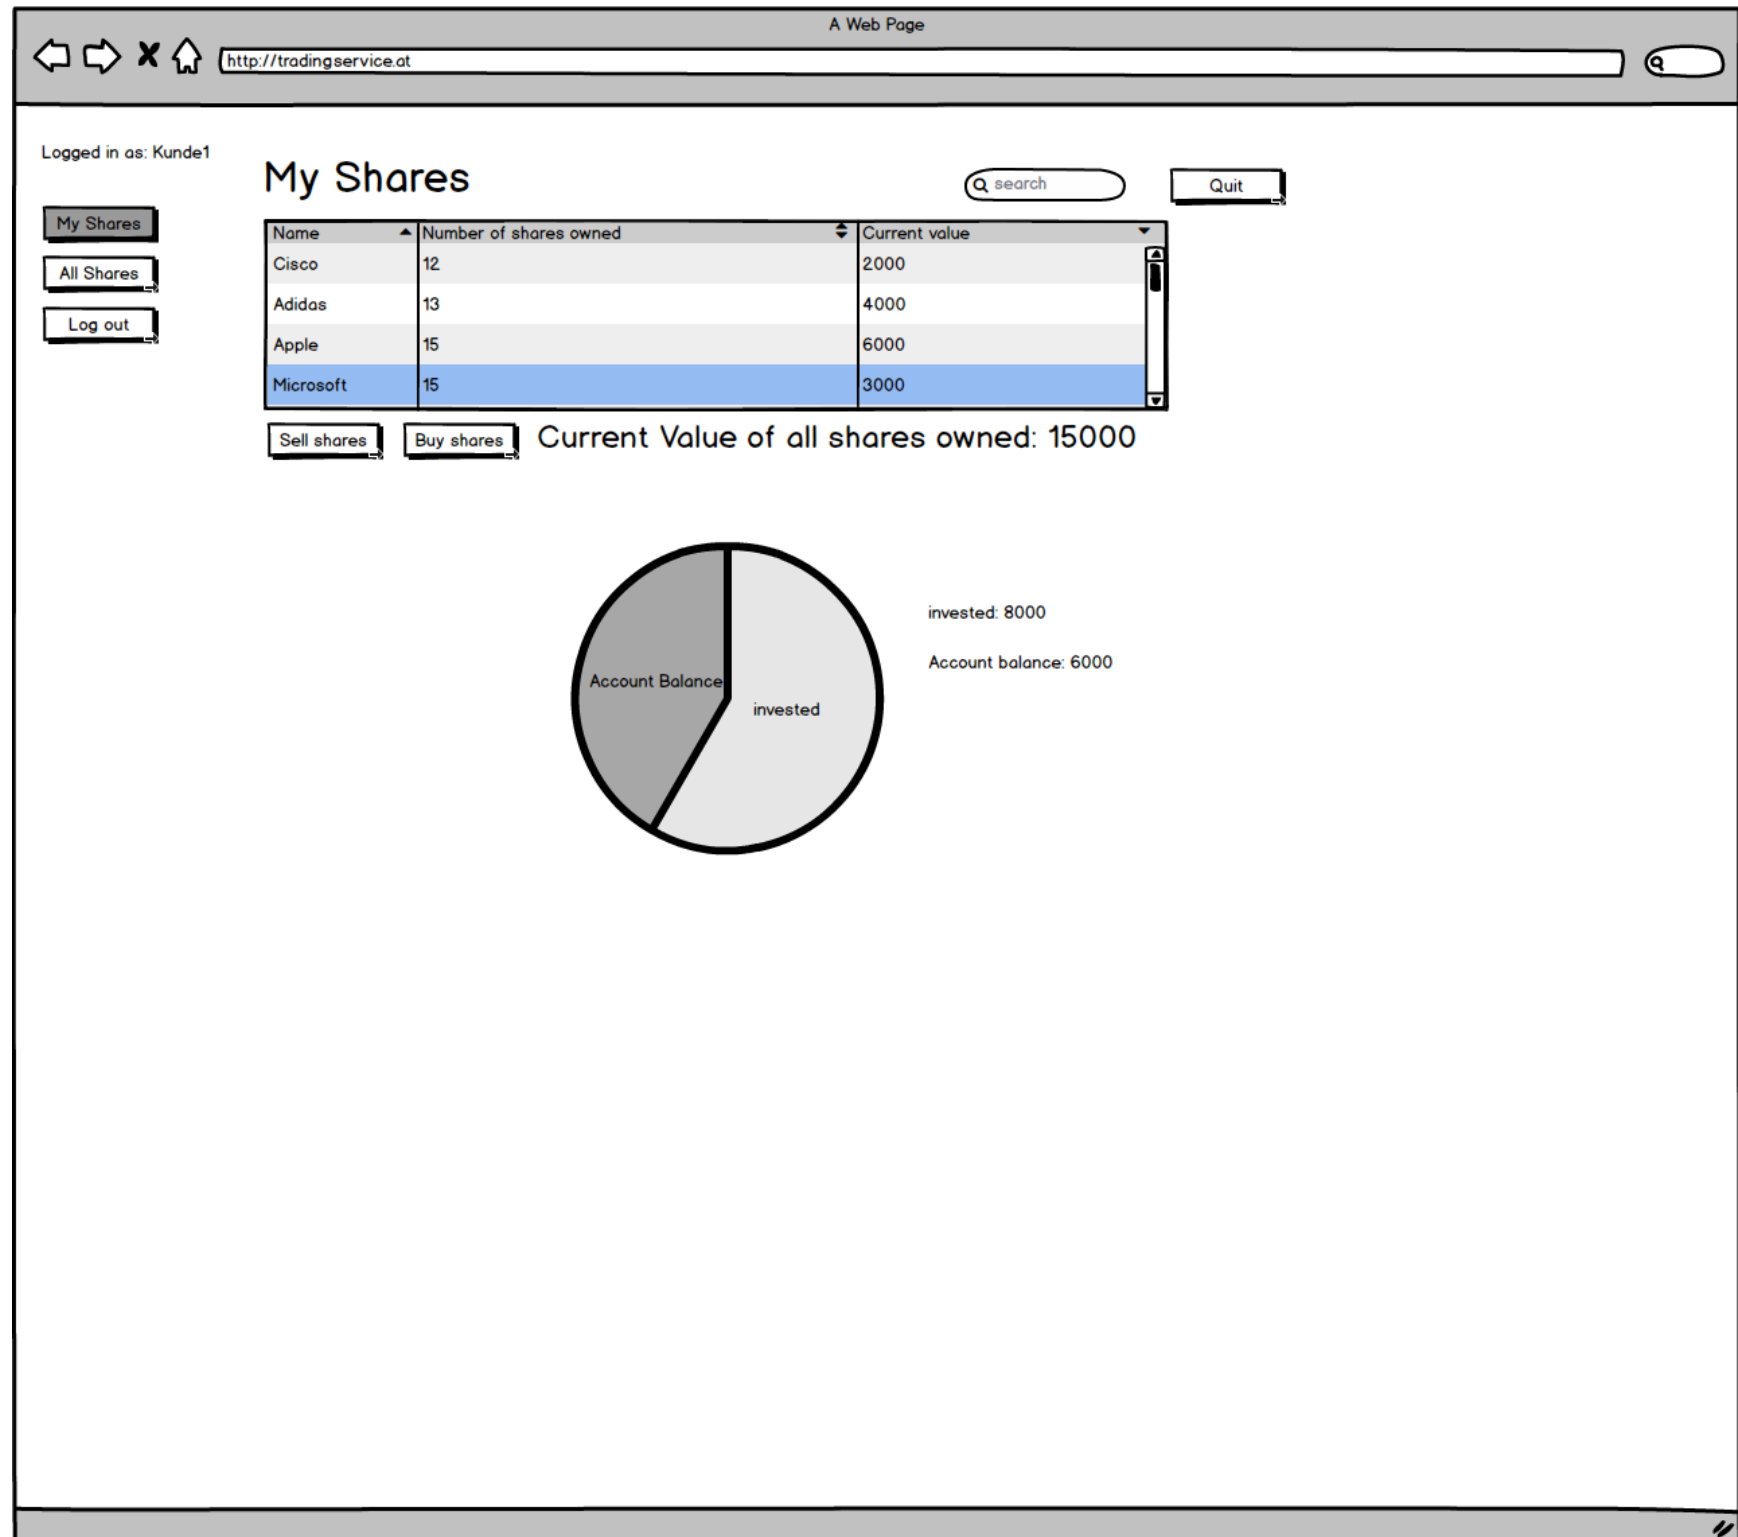 A Web Page
http://tradingservice.at
Logged in as: Kunde1
My Shares
search
Quit
My Shares
All Shares
Log out
Name Number of shares owned Current value
Cisco 12 2000
Adidas 13 4000
Apple 15 6000
Microsoft 15 3000
Sell shares Buy shares Current Value of all shares owned: 15000
invested: 8000
Account balance: 6000
Account Balance
invested